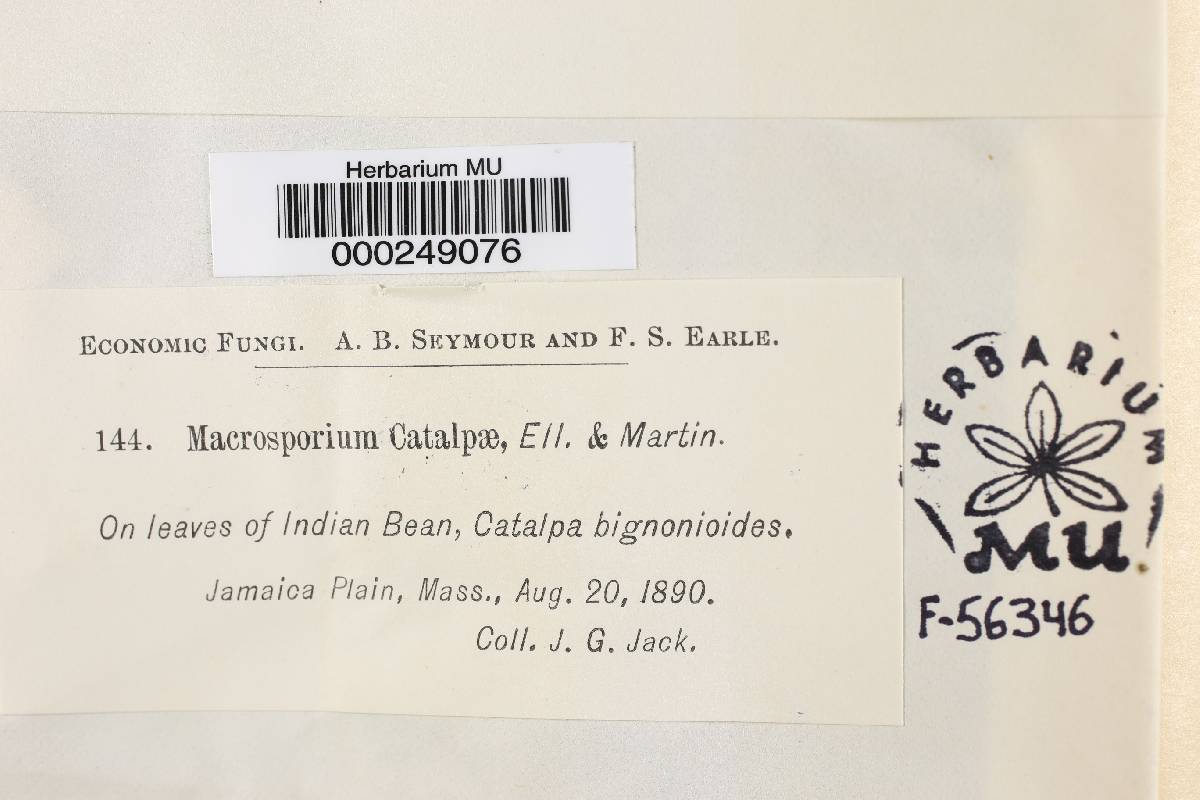 Herbarium MU
000249076
ECONOMIC FUNGI. A. B. SEYMOUR AND F. S. EARLE.
144. Macrosporium Catalpæ, Ell. & Martin.
On leaves of Indian Bean, Catalpa bignonioides.
Jamaica Plain, Mass., Aug. 20, 1890.
Coll. J. G. Jack.
HERBARIUM
MU
F-56346